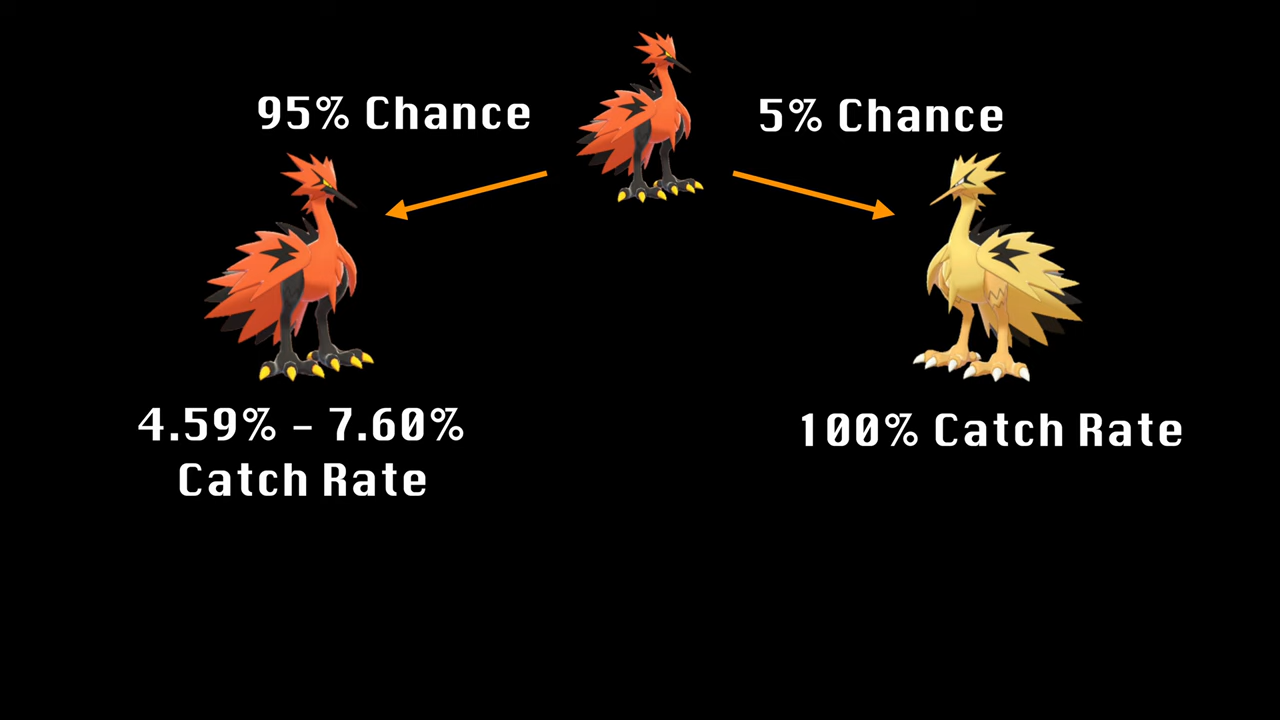 95% Chance
5% Chance
4.59% – 7.60%
Catch Rate
100% Catch Rate